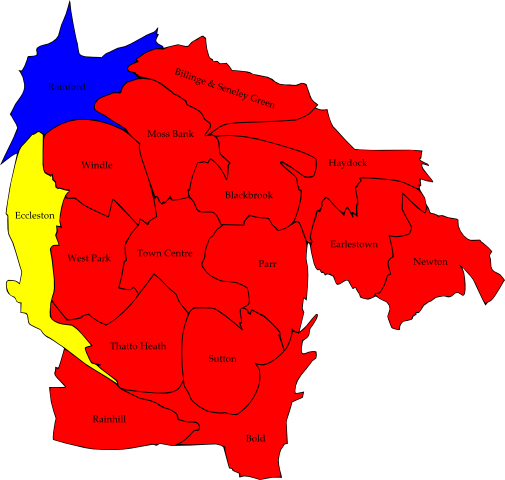 Rainford
Billinge & Seneley Green
Moss Bank
Windle
Haydock
Blackbrook
Eccleston
West Park
Town Centre
Earlestown
Parr
Newton
Thatto Heath
Sutton
Rainhill
Bold